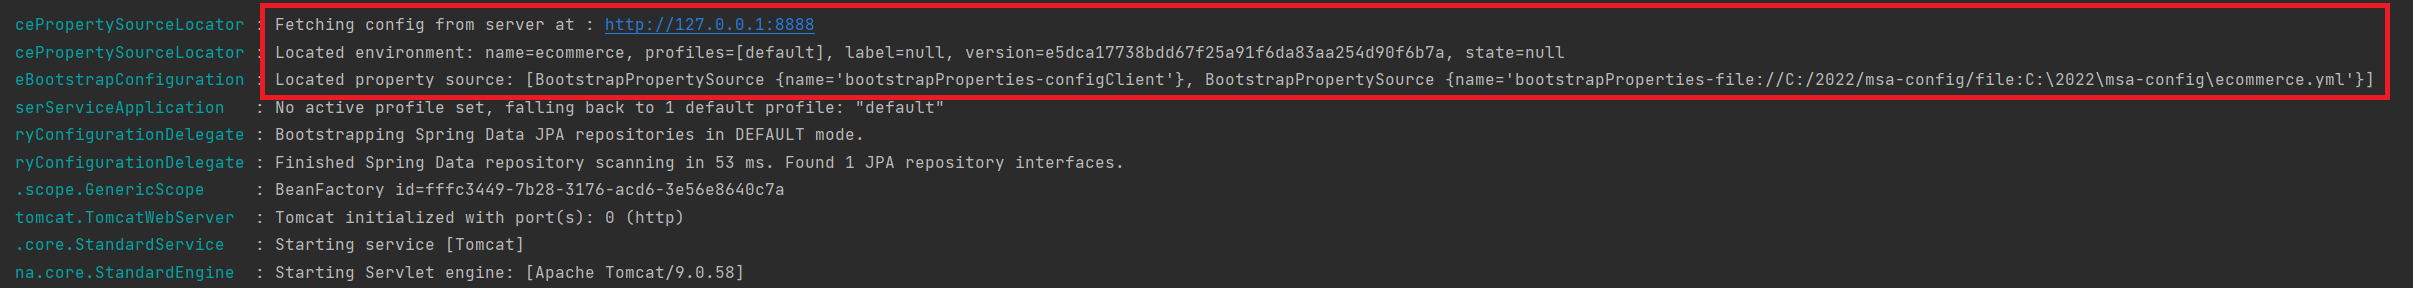 cePropertySourceLocator : Fetching config from server at : http://127.0.0.1:8888
cePropertySourceLocator : Located environment: name=ecommerce, profiles=[default], label=null, version=e5dca17738bdd67f25a91f6da83aa254d90f6b7a, state=null
eBootstrapConfiguration : Located property source: [BootstrapPropertySource {name='bootstrapProperties-configClient'}, BootstrapPropertySource {name='bootstrapProperties-file://C:/2022/msa-config/file:C:\2022\msa-config\ecommerce.yml'}]
serServiceApplication   : No active profile set, falling back to 1 default profile: "default"
ryConfigurationDelegate : Bootstrapping Spring Data JPA repositories in DEFAULT mode.
ryConfigurationDelegate : Finished Spring Data repository scanning in 53 ms. Found 1 JPA repository interfaces.
.scope.GenericScope     : BeanFactory id=fffc3449-7b28-3176-acd6-3e56e8640c7a
tomcat.TomcatWebServer  : Tomcat initialized with port(s): 0 (http)
.core.StandardService   : Starting service [Tomcat]
na.core.StandardEngine  : Starting Servlet engine: [Apache Tomcat/9.0.58]